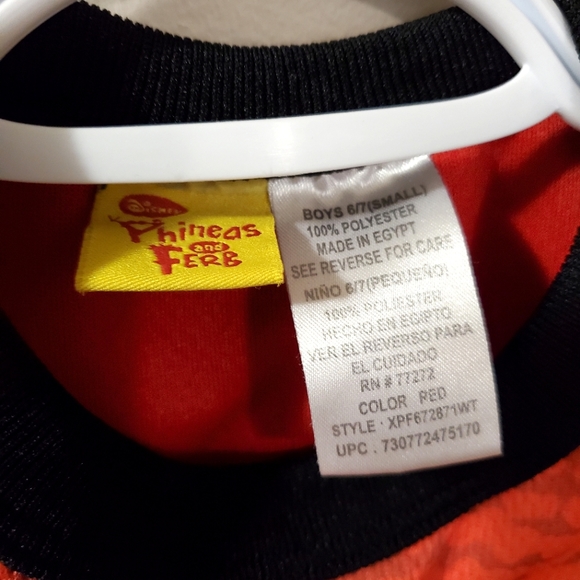 Disney
Phineas
and
Ferb
BOYS 6/7(SMALL)
100% POLYESTER
MADE IN EGYPT
SEE REVERSE FOR CARE
NIÑO 6/7(PEQUEÑO)
100% POLIESTER
HECHO EN EGIPTO
VER EL REVERSO PARA
EL CUIDADO
RN # 77272
COLOR RED
STYLE · XPF672871WT
UPC . 730772475170